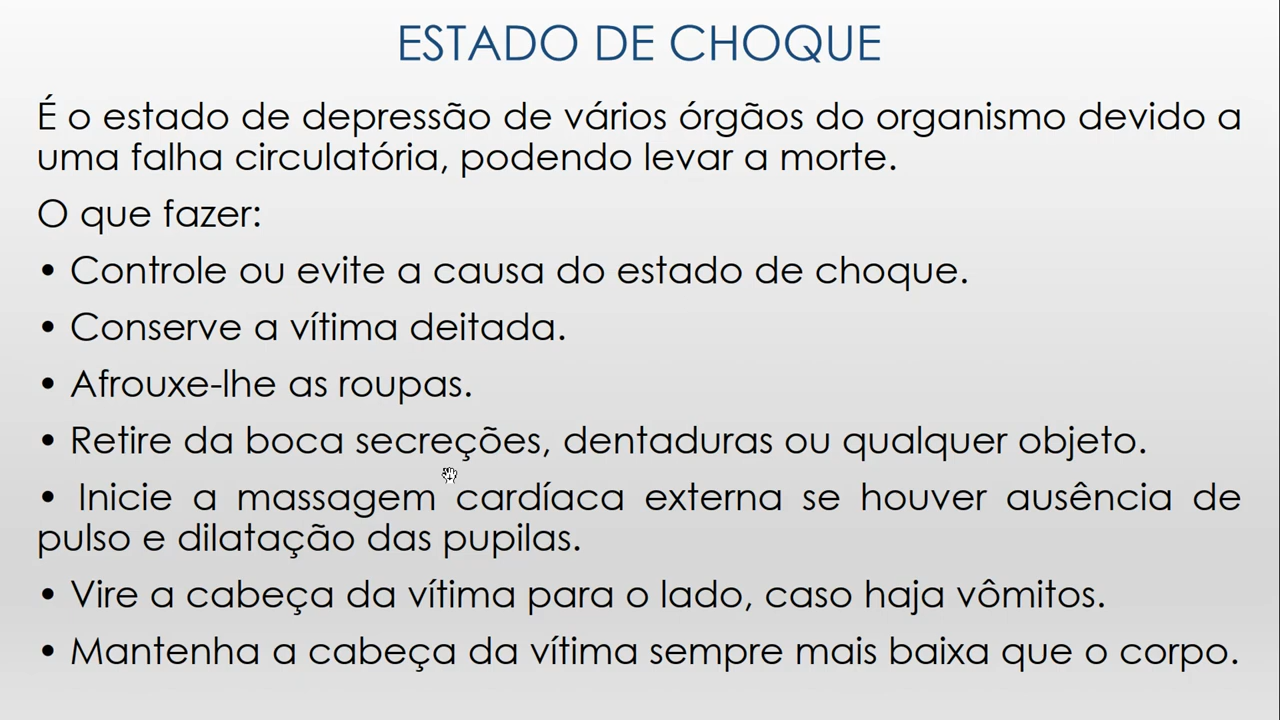 ESTADO DE CHOQUE
É o estado de depressão de vários órgãos do organismo devido a
uma falha circulatória, podendo levar a morte.
O que fazer:
• Controle ou evite a causa do estado de choque.
• Conserve a vítima deitada.
• Afrouxe-lhe as roupas.
• Retire da boca secreções, dentaduras ou qualquer objeto.
• Inicie a massagem cardíaca externa se houver ausência de
pulso e dilatação das pupilas.
• Vire a cabeça da vítima para o lado, caso haja vômitos.
• Mantenha a cabeça da vítima sempre mais baixa que o corpo.